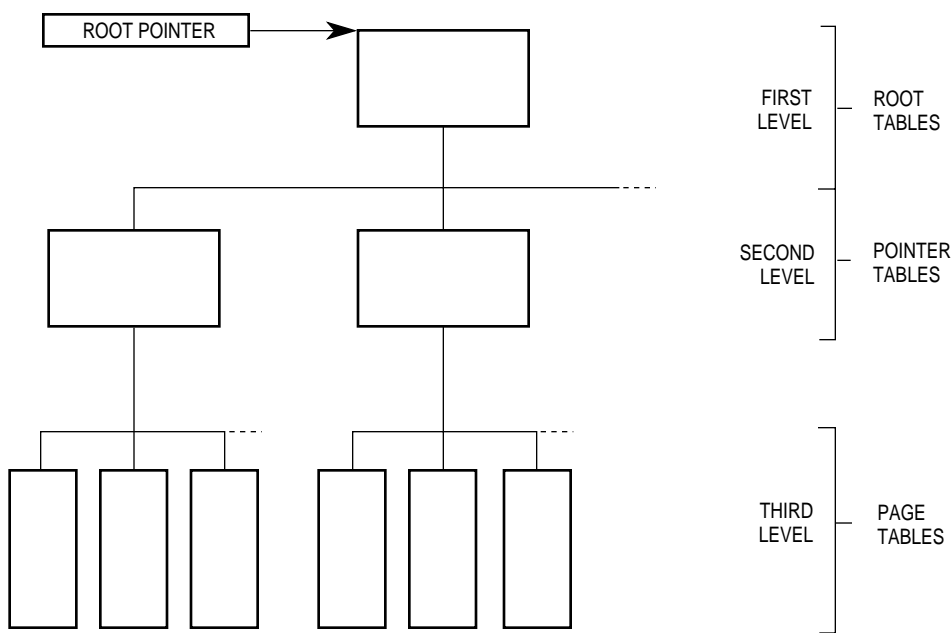 ROOT POINTER
FIRST
LEVEL
ROOT
TABLES
SECOND
LEVEL
POINTER
TABLES
THIRD
LEVEL
PAGE
TABLES